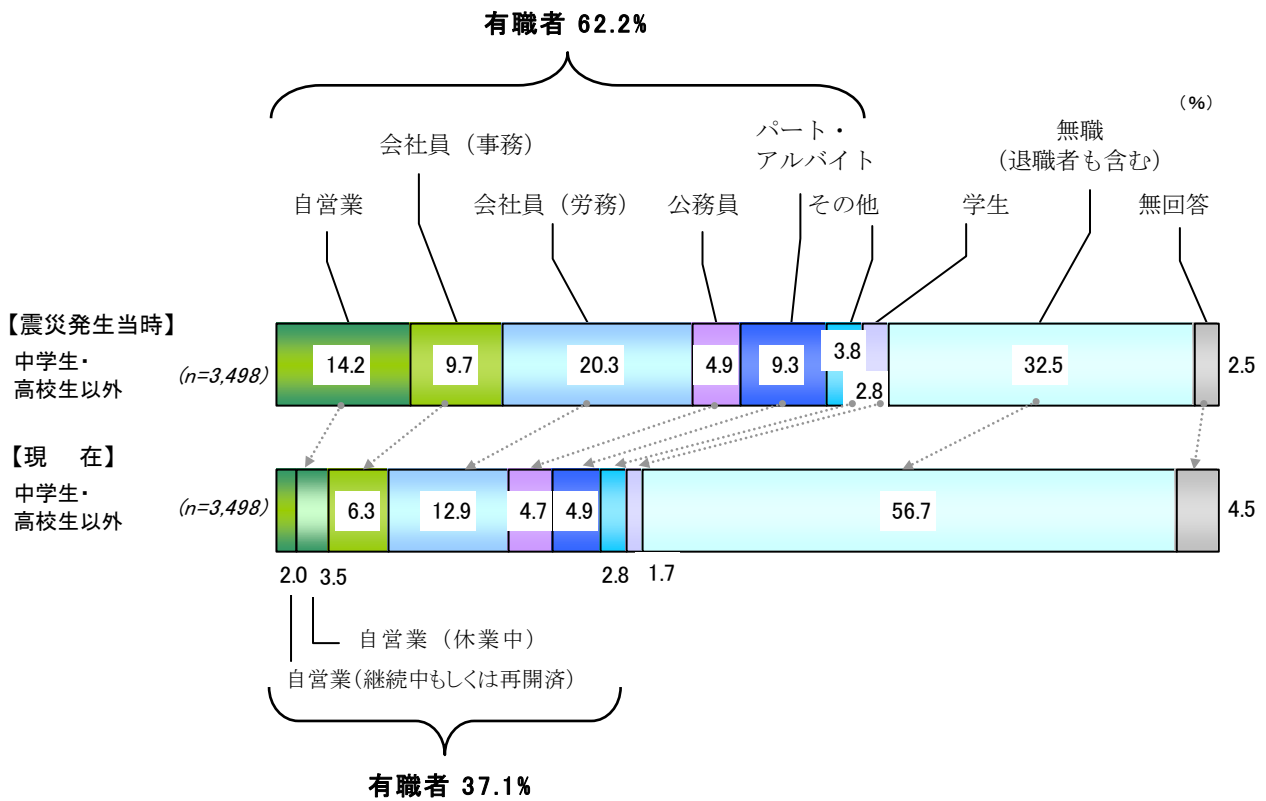 有職者 62.2%
（%）
会社員（事務）
パート・
アルバイト
無職
（退職者も含む）
自営業
会社員（労務）
公務員
その他
学生
無回答
【震災発生当時】
中学生・
高校生以外
(n=3,498)
14.2
9.7
20.3
4.9
9.3
3.8
2.8
32.5
2.5
【現　在】
中学生・
高校生以外
(n=3,498)
6.3
12.9
4.7
4.9
56.7
4.5
2.0
3.5
2.8
1.7
自営業（休業中）
自営業（継続中もしくは再開済）
有職者 37.1%